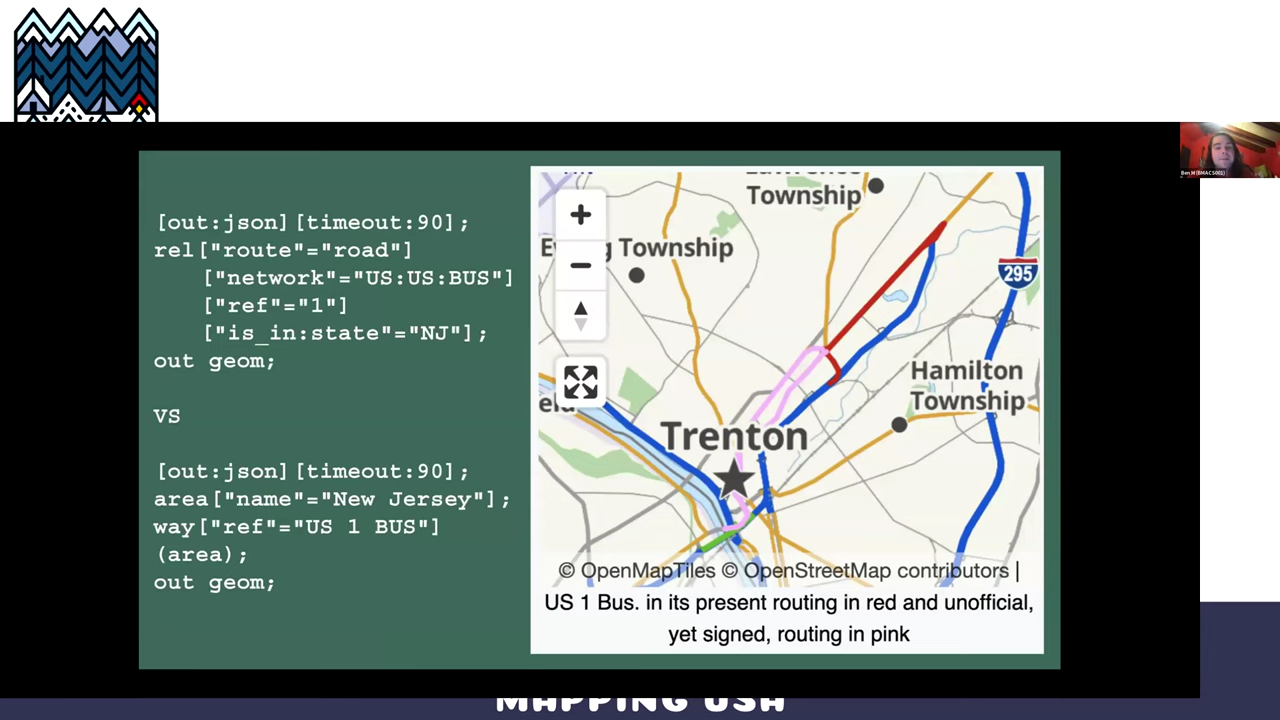 [out:json][timeout:90];
rel["route"="road"]
["network"="US:US:BUS"]
["ref"="1"]
["is_in:state"="NJ"];
out geom;
VS
[out:json][timeout:90];
area["name"="New Jersey"];
way["ref"="US 1 BUS"]
(area);
out geom;
Township
Township
295
Hamilton
Township
Trenton
© OpenMapTiles © OpenStreetMap contributors |
US 1 Bus. in its present routing in red and unofficial,
yet signed, routing in pink
Ben M (BMACS001)
MAPPING USA